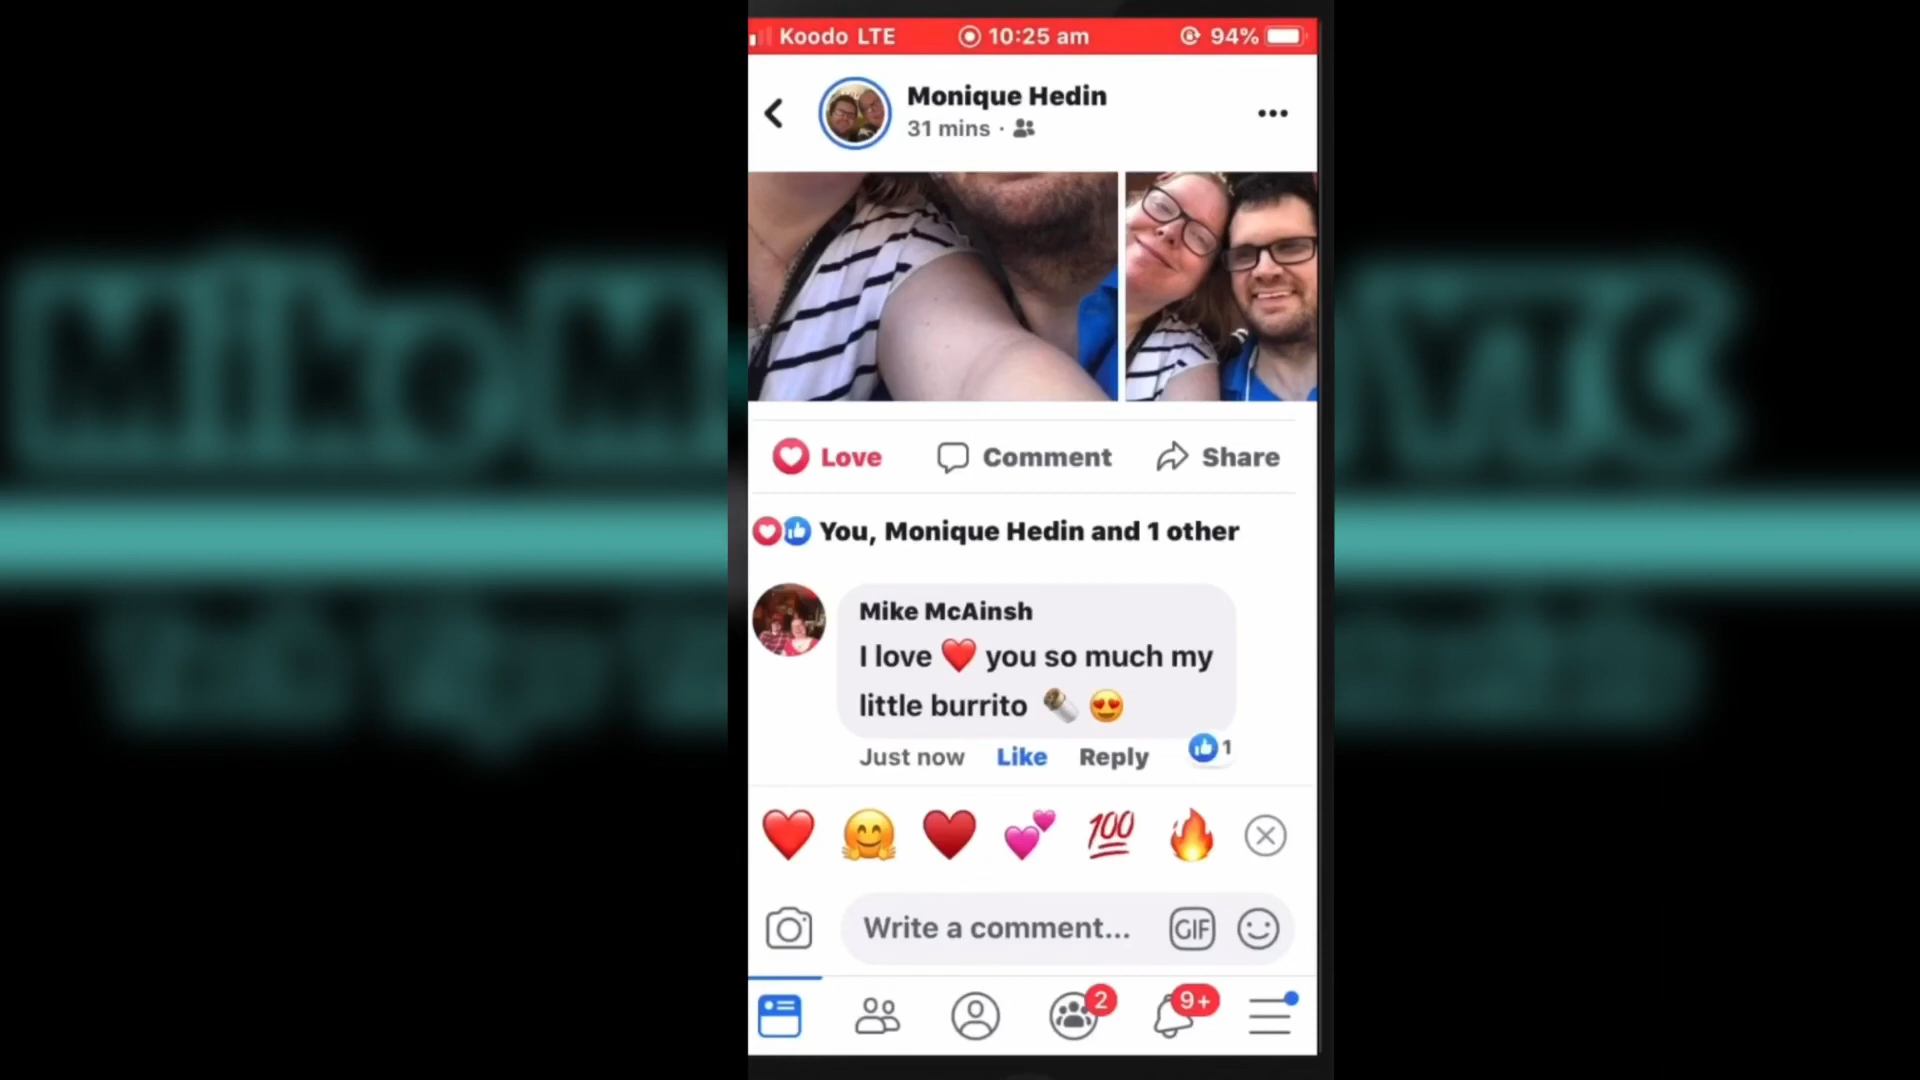 Koodo LTE 10:25 am 94%
Monique Hedin
31 mins ·
Love Comment Share
You, Monique Hedin and 1 other
Mike McAinsh
I love ❤️ you so much my
little burrito 🌯 😍
Just now Like Reply 1
❤️ 🤗 ♥️ 💕 💯 🔥
Write a comment... GIF
2 9+